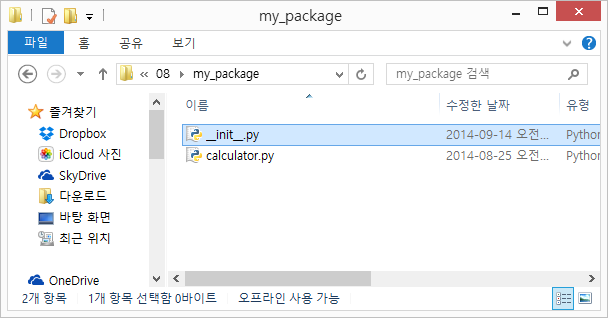 my_package
파일 홈 공유 보기
« 08 ▸ my_package
my_package 검색
이름 수정한 날짜 유형
즐겨찾기
Dropbox
iCloud 사진
SkyDrive
다운로드
바탕 화면
최근 위치
OneDrive
__init__.py 2014-09-14 오전... Python
calculator.py 2014-08-25 오전... Python
2개 항목 1개 항목 선택함 0바이트 오프라인 사용 가능